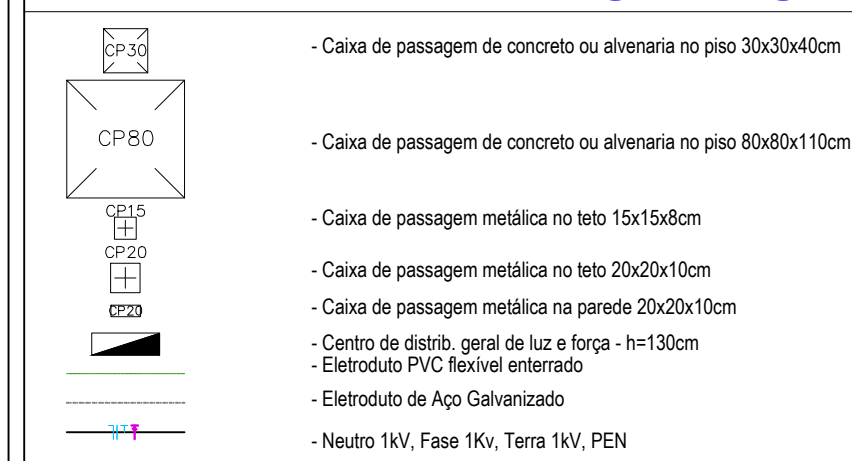 CP30 - Caixa de passagem de concreto ou alvenaria no piso 30x30x40cm
CP80 - Caixa de passagem de concreto ou alvenaria no piso 80x80x110cm
CP15 - Caixa de passagem metálica no teto 15x15x8cm
CP20 - Caixa de passagem metálica no teto 20x20x10cm
CP20 - Caixa de passagem metálica na parede 20x20x10cm
- Centro de distrib. geral de luz e força - h=130cm
- Eletroduto PVC flexível enterrado
- Eletroduto de Aço Galvanizado
- Neutro 1kV, Fase 1Kv, Terra 1kV, PEN